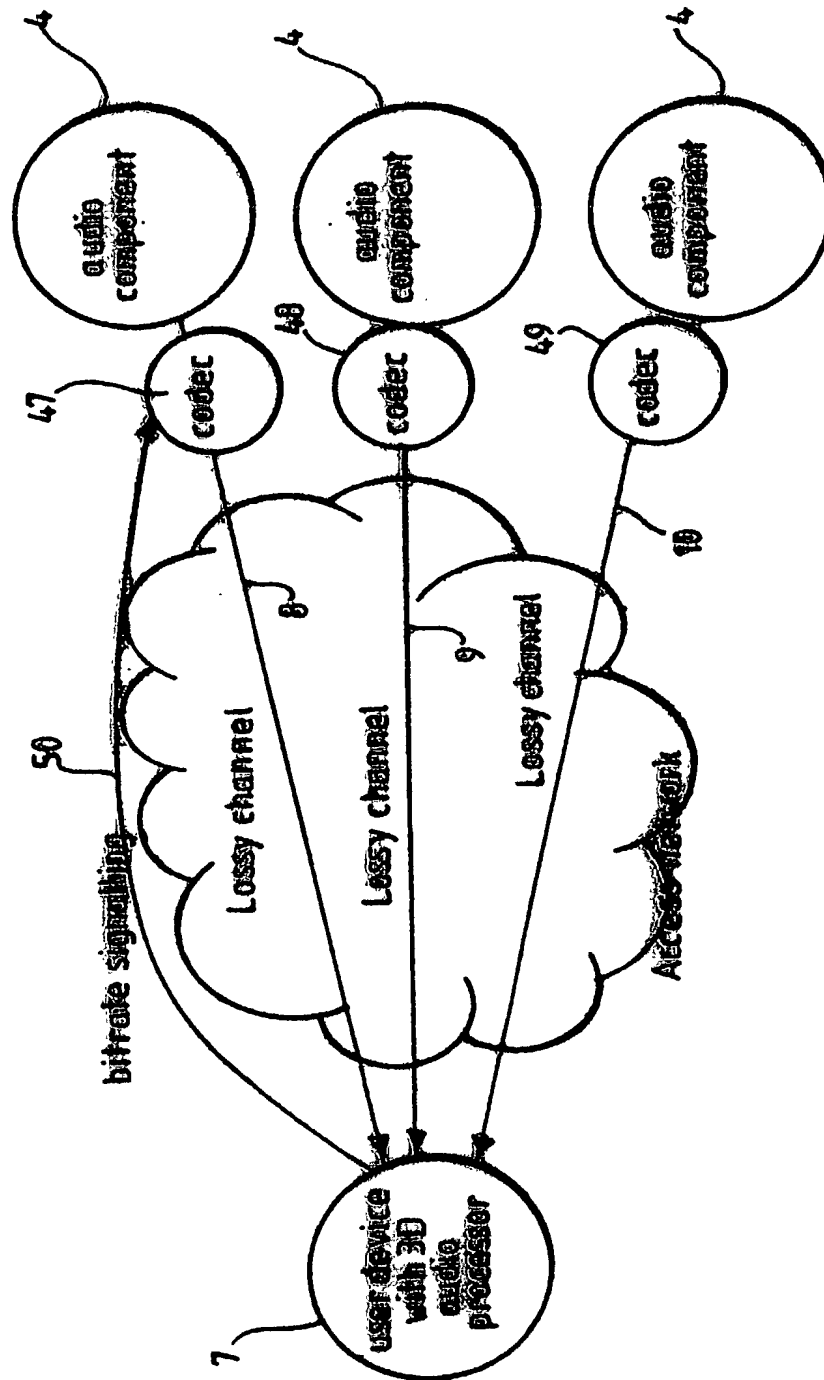 4
audio
component
47
codec
50
bitrate signalling
8
Lossy channel
4
audio
component
48
codec
9
Lossy channel
7
user device
with 3D
audio
processor
4
audio
component
49
codec
10
Lossy channel
Access network